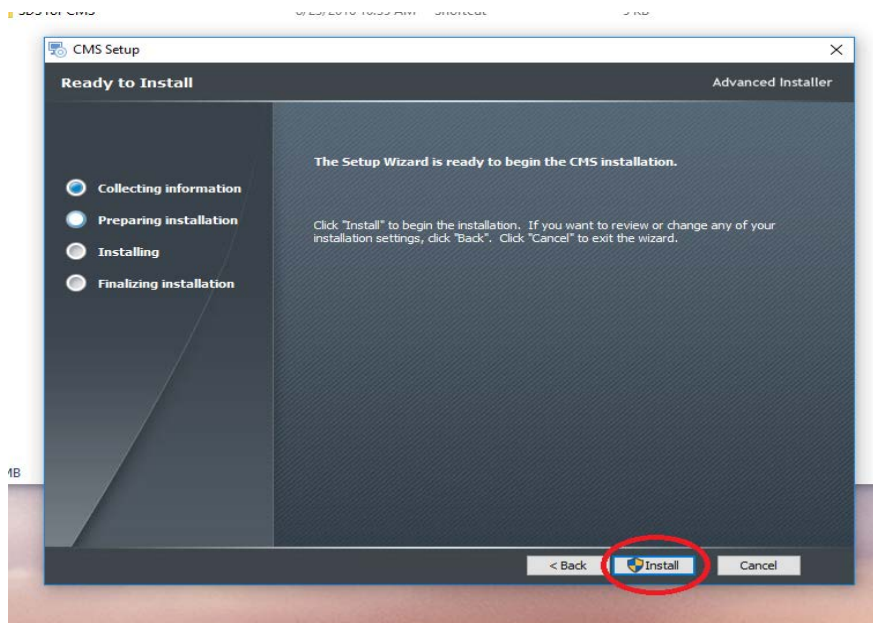 CMS Setup
Ready to Install
Advanced Installer
The Setup Wizard is ready to begin the CMS installation.
Collecting information
Preparing installation
Click "Install" to begin the installation. If you want to review or change any of your
installation settings, click "Back". Click "Cancel" to exit the wizard.
Installing
Finalizing installation
MB
< Back
Install
Cancel